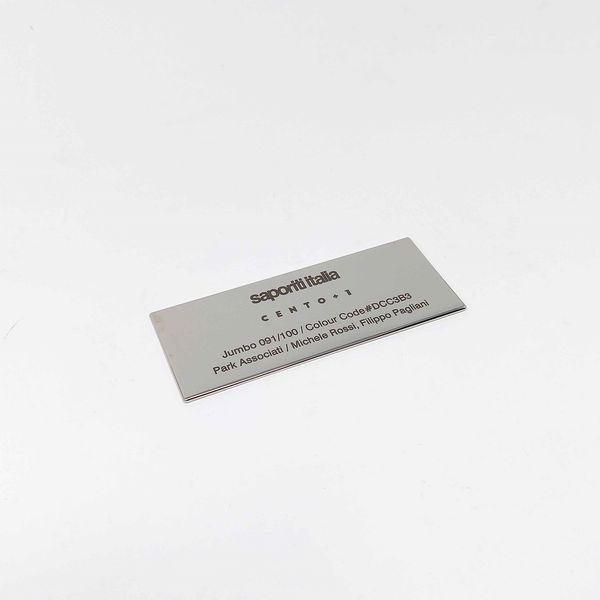 saporiti italia
CENTO+1
Jumbo 091/100 / Colour Code#DCC3B3
Park Associati / Michele Rossi, Filippo Pagliani